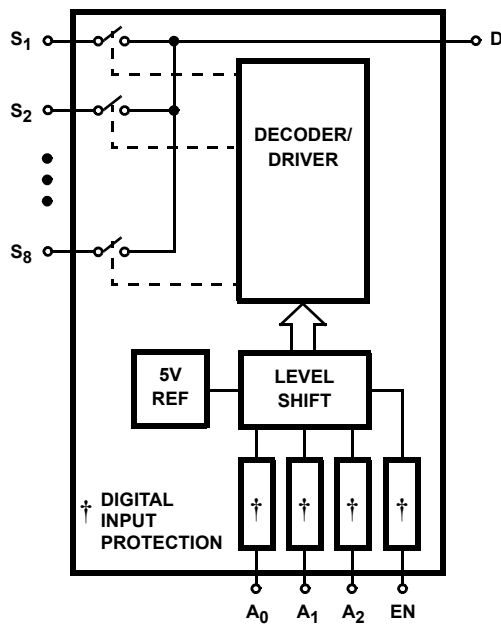 S1 D
S2
DECODER/
DRIVER
S8
5V
REF
LEVEL
SHIFT
† † † †
† DIGITAL
INPUT
PROTECTION
A0 A1 A2 EN